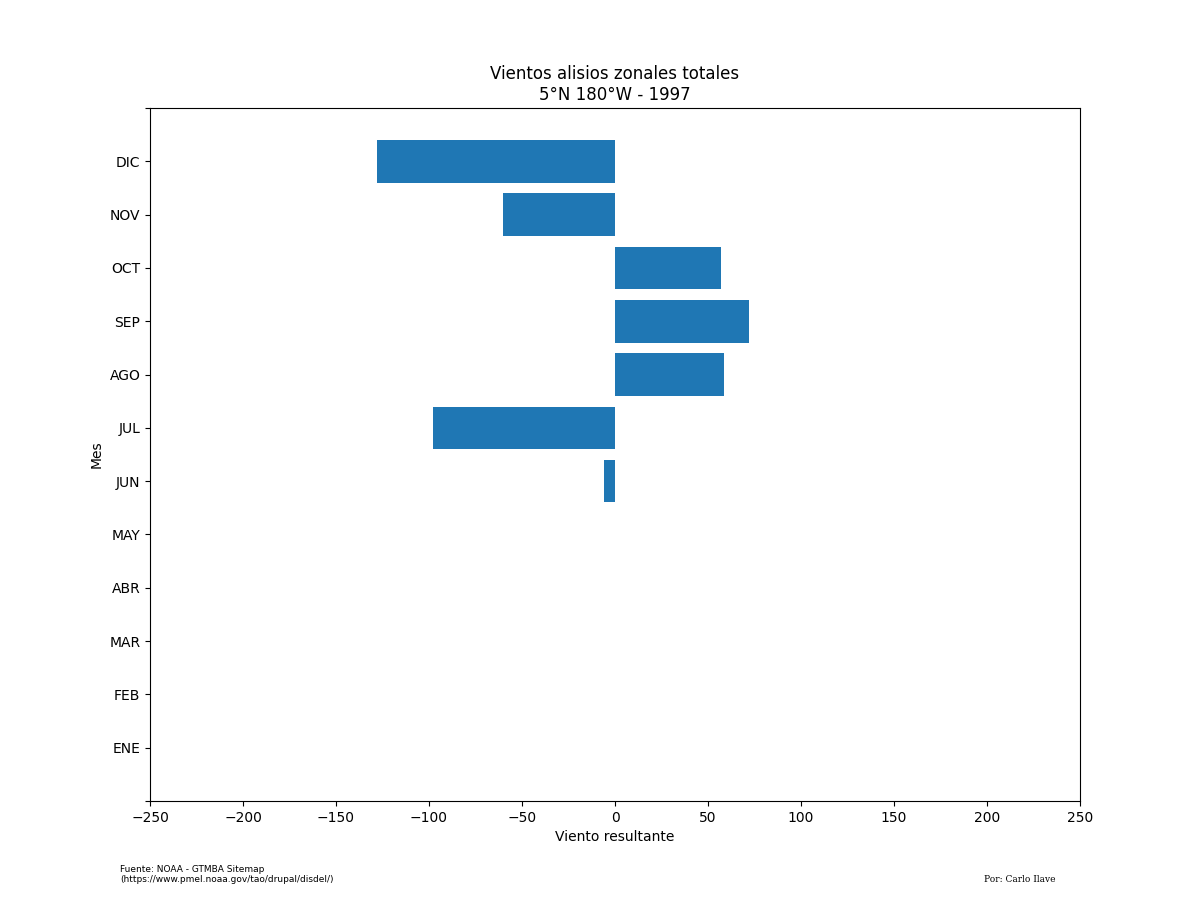 Vientos alisios zonales totales
5°N 180°W - 1997
DIC
NOV
OCT
SEP
AGO
JUL
JUN
MAY
ABR
MAR
FEB
ENE
Mes
−250 −200 −150 −100 −50 0 50 100 150 200 250
Viento resultante
Fuente: NOAA - GTMBA Sitemap
(https://www.pmel.noaa.gov/tao/drupal/disdel/)
Por: Carlo Ilave